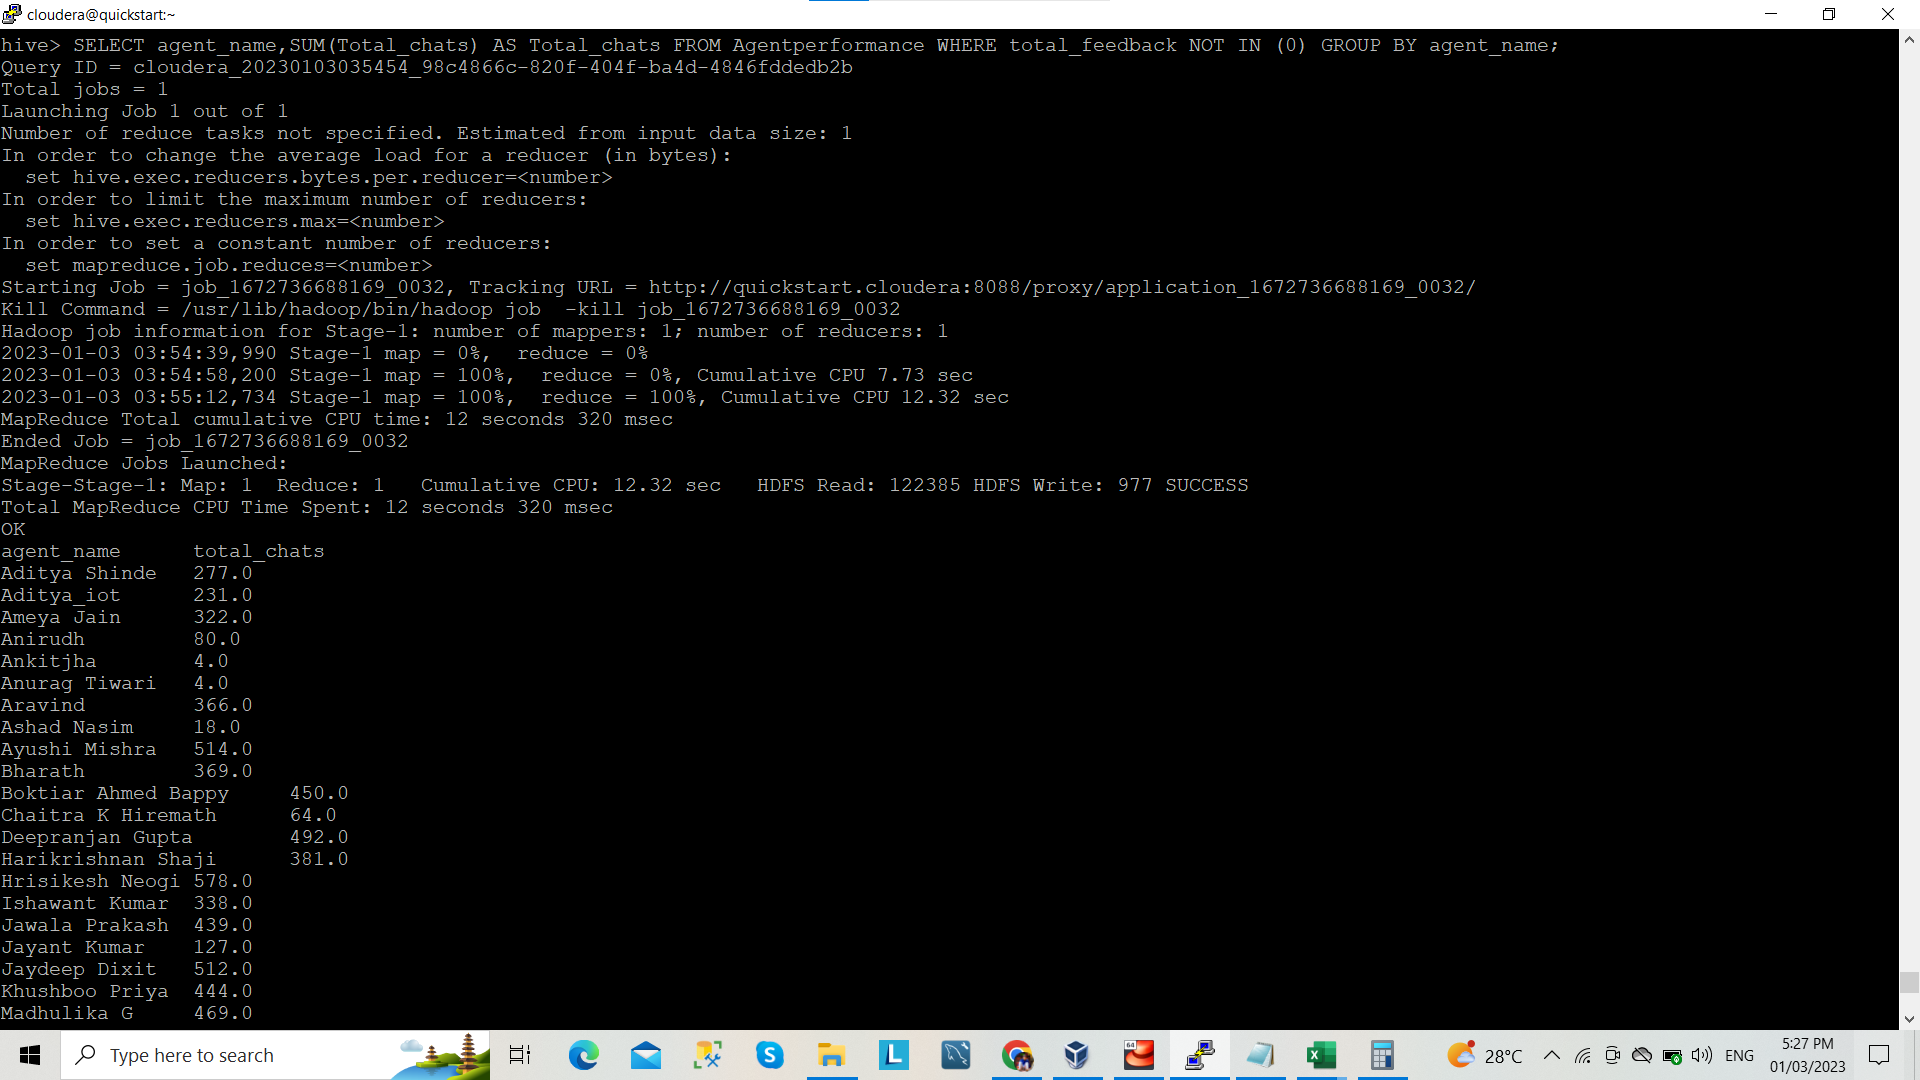 cloudera@quickstart:~
hive> SELECT agent_name,SUM(Total_chats) AS Total_chats FROM Agentperformance WHERE total_feedback NOT IN (0) GROUP BY agent_name;
Query ID = cloudera_20230103035454_98c4866c-820f-404f-ba4d-4846fddedb2b
Total jobs = 1
Launching Job 1 out of 1
Number of reduce tasks not specified. Estimated from input data size: 1
In order to change the average load for a reducer (in bytes):
  set hive.exec.reducers.bytes.per.reducer=<number>
In order to limit the maximum number of reducers:
  set hive.exec.reducers.max=<number>
In order to set a constant number of reducers:
  set mapreduce.job.reduces=<number>
Starting Job = job_1672736688169_0032, Tracking URL = http://quickstart.cloudera:8088/proxy/application_1672736688169_0032/
Kill Command = /usr/lib/hadoop/bin/hadoop job  -kill job_1672736688169_0032
Hadoop job information for Stage-1: number of mappers: 1; number of reducers: 1
2023-01-03 03:54:39,990 Stage-1 map = 0%,  reduce = 0%
2023-01-03 03:54:58,200 Stage-1 map = 100%,  reduce = 0%, Cumulative CPU 7.73 sec
2023-01-03 03:55:12,734 Stage-1 map = 100%,  reduce = 100%, Cumulative CPU 12.32 sec
MapReduce Total cumulative CPU time: 12 seconds 320 msec
Ended Job = job_1672736688169_0032
MapReduce Jobs Launched:
Stage-Stage-1: Map: 1  Reduce: 1   Cumulative CPU: 12.32 sec   HDFS Read: 122385 HDFS Write: 977 SUCCESS
Total MapReduce CPU Time Spent: 12 seconds 320 msec
OK
agent_name      total_chats
Aditya Shinde   277.0
Aditya_iot      231.0
Ameya Jain      322.0
Anirudh         80.0
Ankitjha        4.0
Anurag Tiwari   4.0
Aravind         366.0
Ashad Nasim     18.0
Ayushi Mishra   514.0
Bharath         369.0
Boktiar Ahmed Bappy     450.0
Chaitra K Hiremath      64.0
Deepranjan Gupta        492.0
Harikrishnan Shaji      381.0
Hrisikesh Neogi 578.0
Ishawant Kumar  338.0
Jawala Prakash  439.0
Jayant Kumar    127.0
Jaydeep Dixit   512.0
Khushboo Priya  444.0
Madhulika G     469.0
Type here to search
28°C
ENG
5:27 PM
01/03/2023